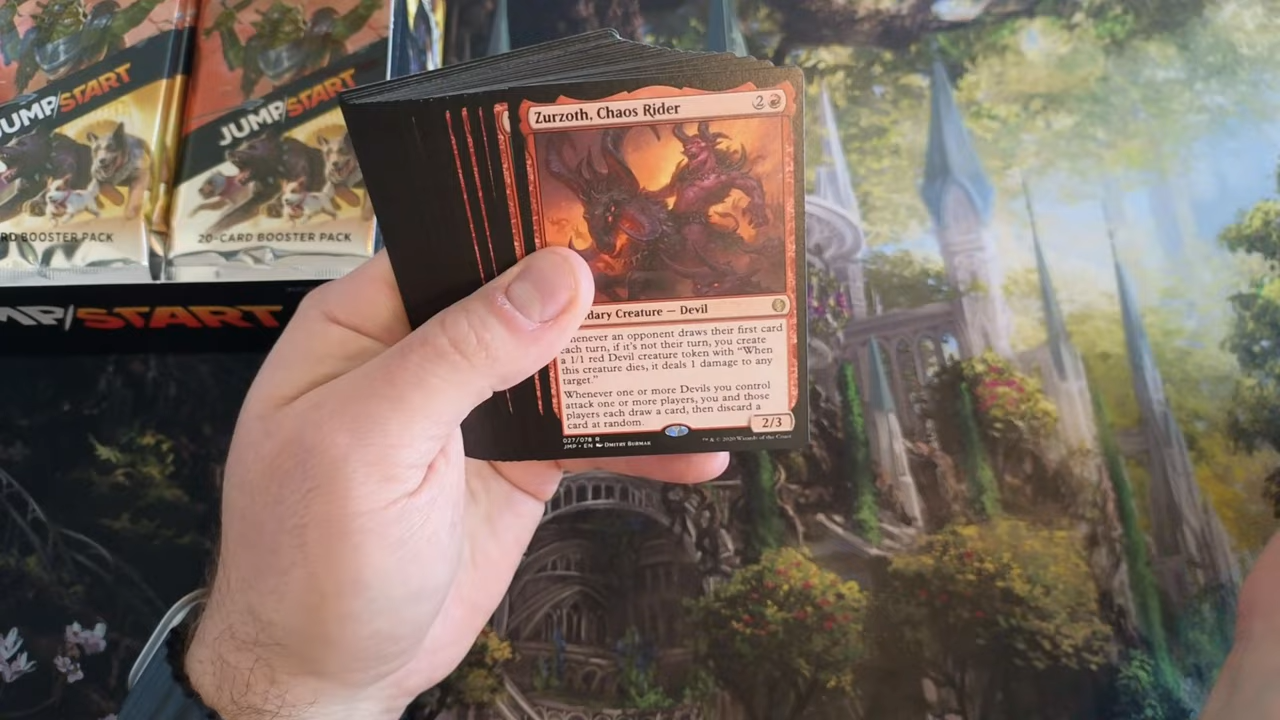 JUMP/START
JUMP/START
RD BOOSTER PACK
20-CARD BOOSTER PACK
MP/START
Zurzoth, Chaos Rider
2
dary Creature — Devil
henever an opponent draws their first card
each turn, if it's not their turn, you create
a 1/1 red Devil creature token with "When
this creature dies, it deals 1 damage to any
target."
Whenever one or more Devils you control
attack one or more players, you and those
players each draw a card, then discard a
card at random.
2/3
027/078 R
JMP • EN DMITRY BURMAK
™ & © 2020 Wizards of the Coast